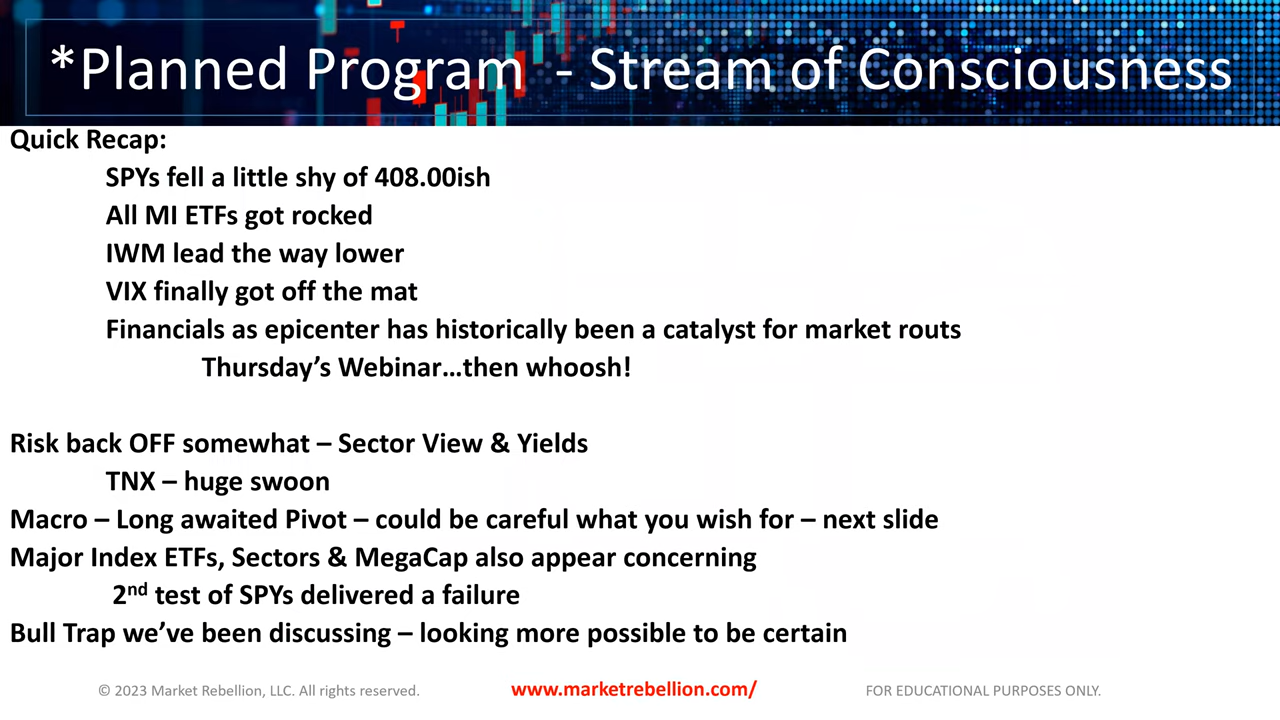 *Planned Program - Stream of Consciousness
Quick Recap:
SPYs fell a little shy of 408.00ish
All MI ETFs got rocked
IWM lead the way lower
VIX finally got off the mat
Financials as epicenter has historically been a catalyst for market routs
Thursday’s Webinar…then whoosh!
Risk back OFF somewhat – Sector View & Yields
TNX – huge swoon
Macro – Long awaited Pivot – could be careful what you wish for – next slide
Major Index ETFs, Sectors & MegaCap also appear concerning
2nd test of SPYs delivered a failure
Bull Trap we’ve been discussing – looking more possible to be certain
© 2023 Market Rebellion, LLC. All rights reserved. www.marketrebellion.com/ FOR EDUCATIONAL PURPOSES ONLY.